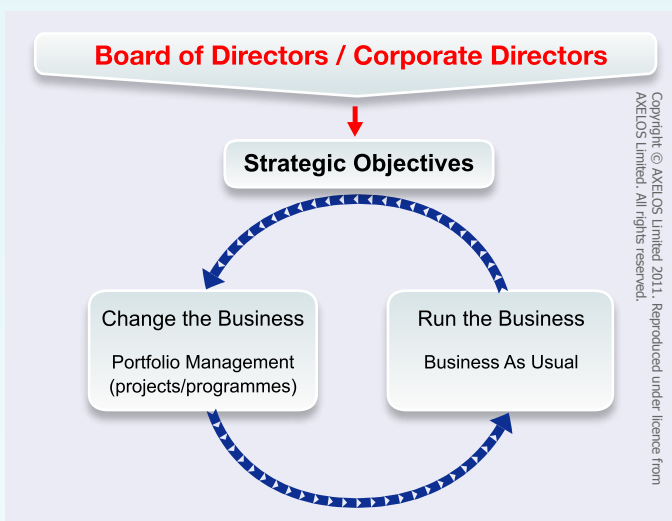 Board of Directors / Corporate Directors
Strategic Objectives
Change the Business
Portfolio Management
(projects/programmes)
Run the Business
Business As Usual
Copyright © AXELOS Limited 2011. Reproduced under licence from
AXELOS Limited. All rights reserved.